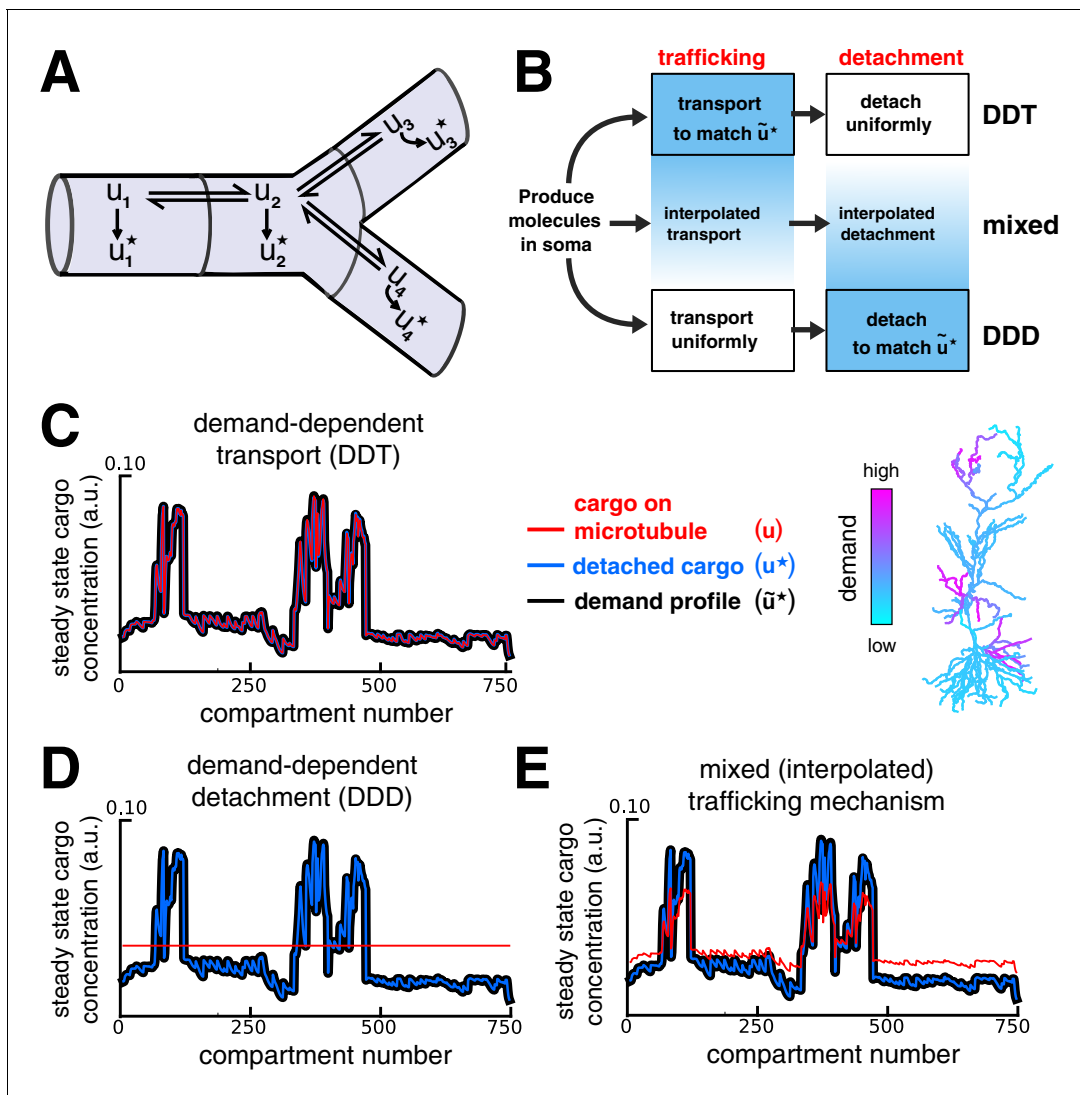 A
u1
u1★
u2
u2★
u3
u3★
u4
u4★
B
trafficking
detachment
transport
to match ũ★
detach
uniformly
DDT
Produce
molecules
in soma
interpolated
transport
interpolated
detachment
mixed
transport
uniformly
detach
to match ũ★
DDD
C
demand-dependent
transport (DDT)
0.10
steady state cargo
concentration (a.u.)
0
250
500
750
compartment number
cargo on
microtubule (u)
detached cargo (u★)
demand profile (ũ★)
high
demand
low
D
demand-dependent
detachment (DDD)
0.10
steady state cargo
concentration (a.u.)
0
250
500
750
compartment number
E
mixed (interpolated)
trafficking mechanism
0.10
steady state cargo
concentration (a.u.)
0
250
500
750
compartment number